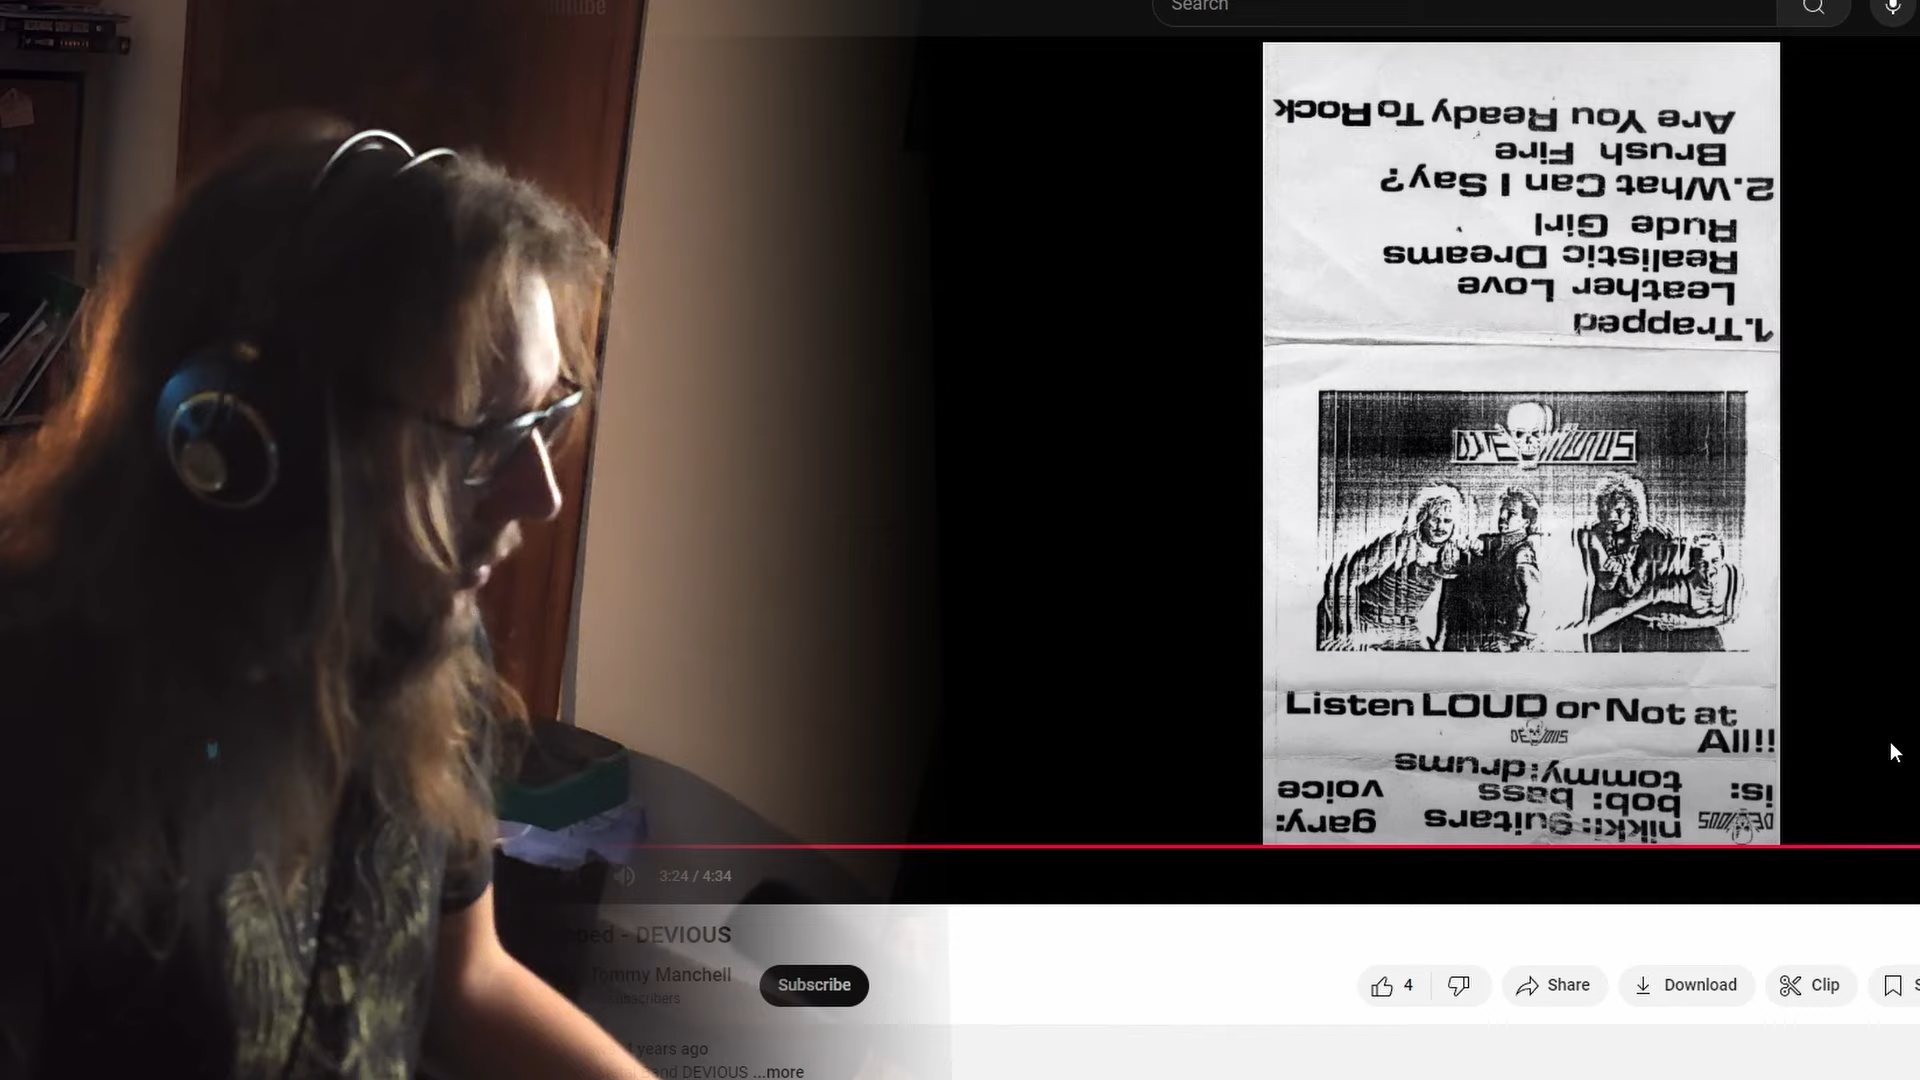 Search
Are You Ready To Rock
Brush Fire
2.What Can I Say?
Rude Girl
Realistic Dreams
Leather Love
1.Trapped
DEVIOUS
Listen LOUD or Not at
All!!
DEVIOUS
tommy:drums
is: bob: bass voice
DEVIOUS nikki:guitars gary:
3:24 / 4:34
- DEVIOUS
Tommy Manchell
Subscribe
4
Share
Download
Clip
years ago
DEVIOUS ...more